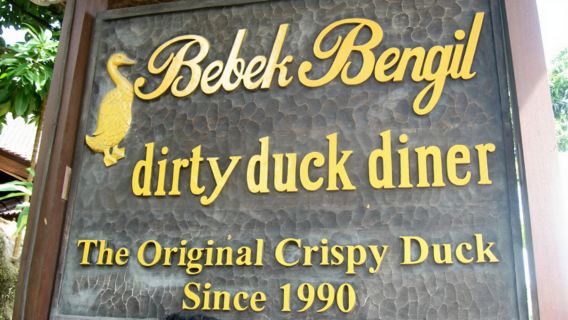 Bebek Bengil
dirty duck diner
The Original Crispy Duck
Since 1990